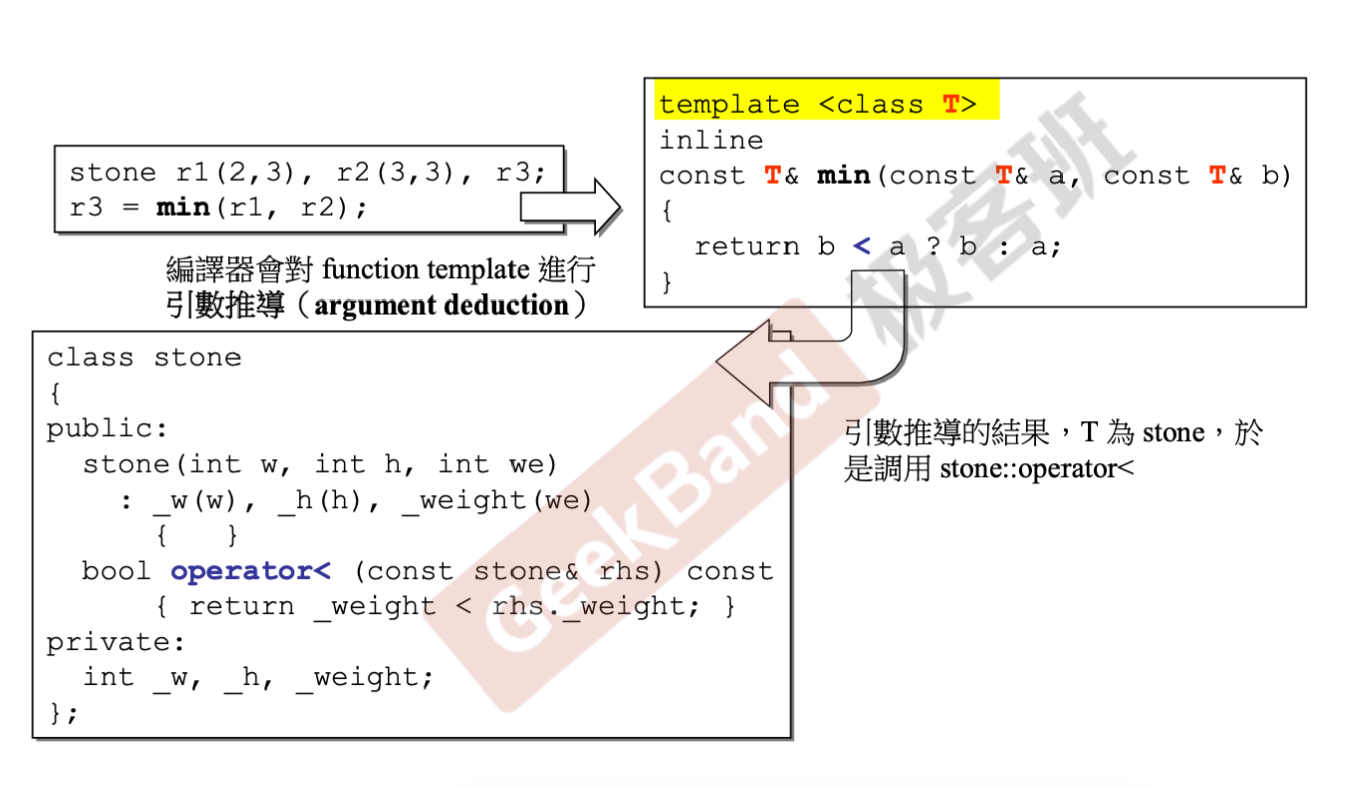 stone r1(2,3), r2(3,3), r3;
r3 = min(r1, r2);
編譯器會對 function template 進行
引數推導（argument deduction）
template <class T>
inline
const T& min(const T& a, const T& b)
{
return b < a ? b : a;
}
class stone
{
public:
stone(int w, int h, int we)
: _w(w), _h(h), _weight(we)
{ }
bool operator< (const stone& rhs) const
{ return _weight < rhs._weight; }
private:
int _w, _h, _weight;
};
引數推導的結果，T 為 stone，於
是調用 stone::operator<
GeekBand 极客班